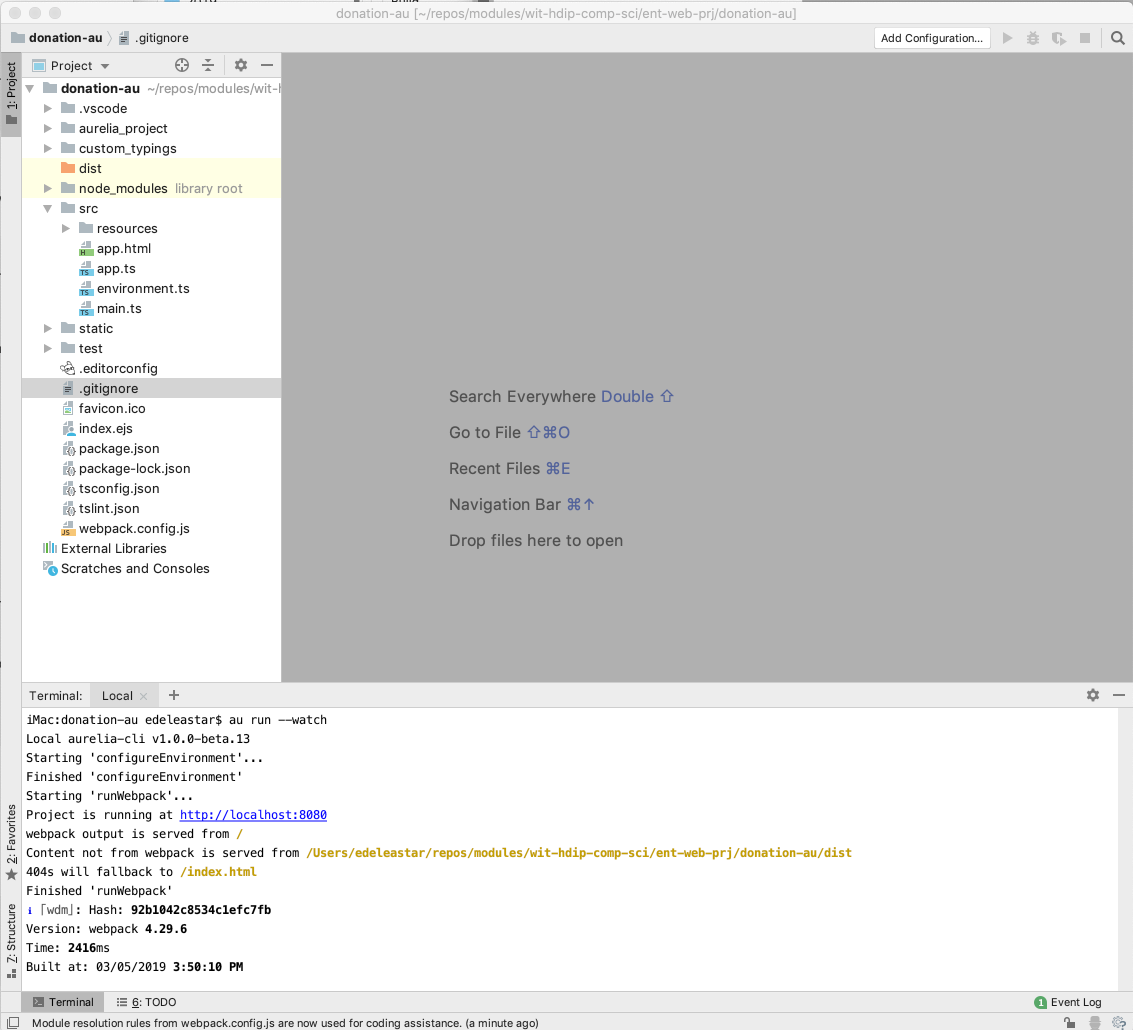 donation-au [~/repos/modules/wit-hdip-comp-sci/ent-web-prj/donation-au]
donation-au .gitignore Add Configuration...
1: Project
Project
donation-au ~/repos/modules/wit-h
.vscode
aurelia_project
custom_typings
dist
node_modules library root
src
resources
app.html
app.ts
environment.ts
main.ts
static
test
.editorconfig
.gitignore
favicon.ico
index.ejs
package.json
package-lock.json
tsconfig.json
tslint.json
webpack.config.js
External Libraries
Scratches and Consoles
Search Everywhere Double ⇧
Go to File ⇧⌘O
Recent Files ⌘E
Navigation Bar ⌘↑
Drop files here to open
Terminal: Local
iMac:donation-au edeleastar$ au run --watch
Local aurelia-cli v1.0.0-beta.13
Starting 'configureEnvironment'...
Finished 'configureEnvironment'
Starting 'runWebpack'...
Project is running at http://localhost:8080
webpack output is served from /
Content not from webpack is served from /Users/edeleastar/repos/modules/wit-hdip-comp-sci/ent-web-prj/donation-au/dist
404s will fallback to /index.html
Finished 'runWebpack'
ℹ ｢wdm｣: Hash: 92b1042c8534c1efc7fb
Version: webpack 4.29.6
Time: 2416ms
Built at: 03/05/2019 3:50:10 PM
2: Favorites
Z: Structure
Terminal 6: TODO 1 Event Log
Module resolution rules from webpack.config.js are now used for coding assistance. (a minute ago)